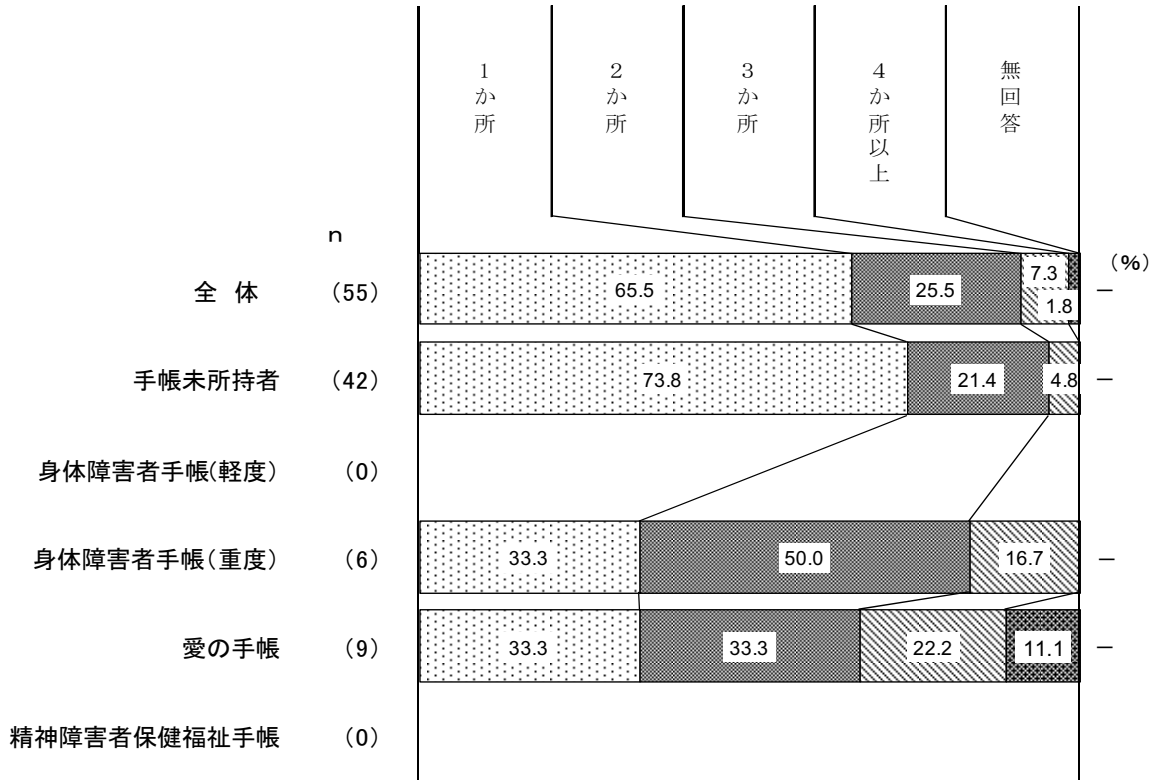 1か所
2か所
3か所
4か所以上
無回答
n
(%)
全 体 (55) 65.5 25.5 7.3 1.8 －
手帳未所持者 (42) 73.8 21.4 4.8 －
身体障害者手帳(軽度) (0)
身体障害者手帳(重度) (6) 33.3 50.0 16.7 －
愛の手帳 (9) 33.3 33.3 22.2 11.1 －
精神障害者保健福祉手帳 (0)